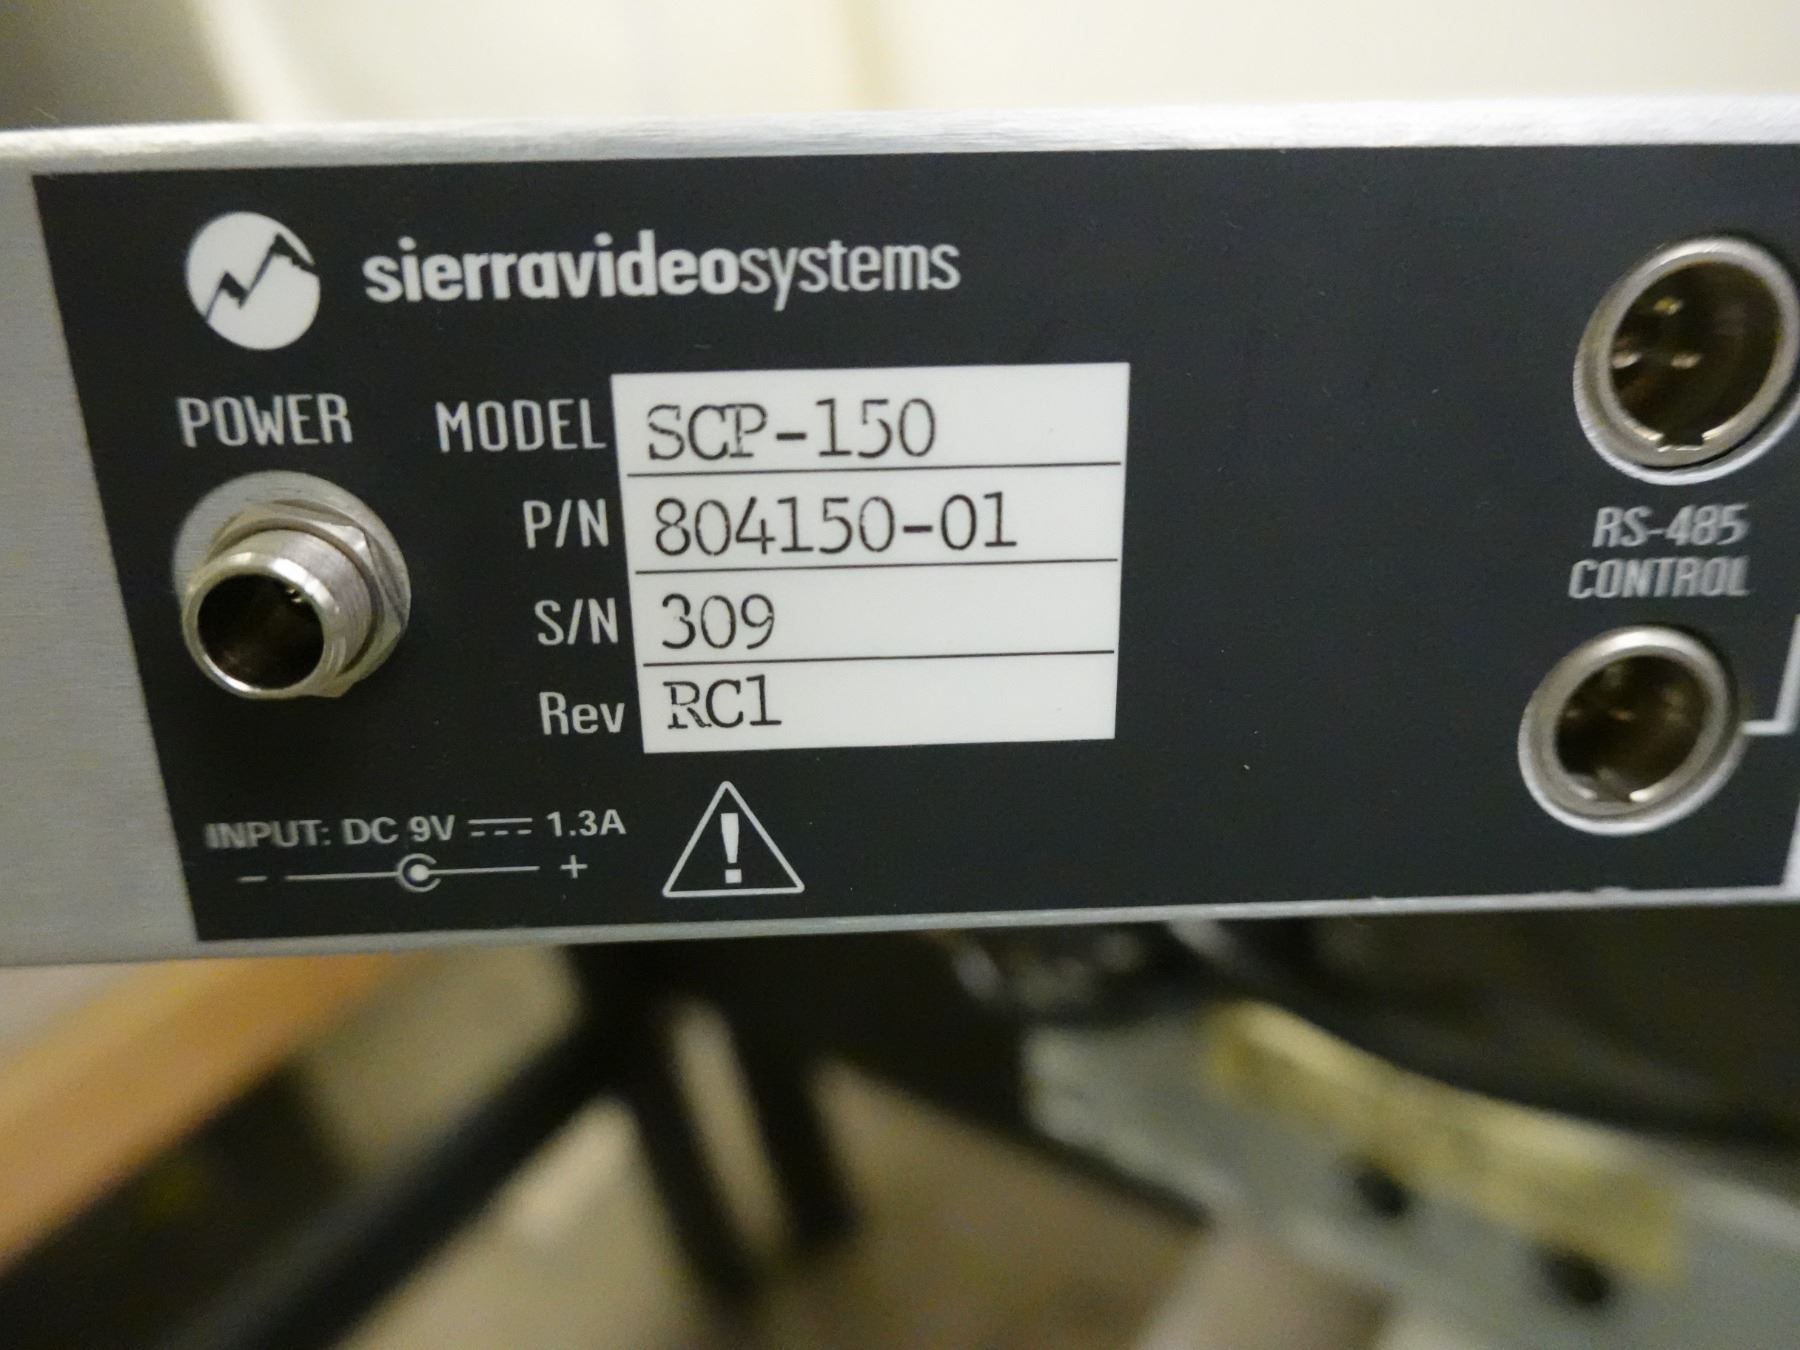 sierravideosystems
POWER
MODEL SCP-150
P/N 804150-01
S/N 309
Rev RC1
INPUT: DC 9V 1.3A
- +
!
RS-485
CONTROL